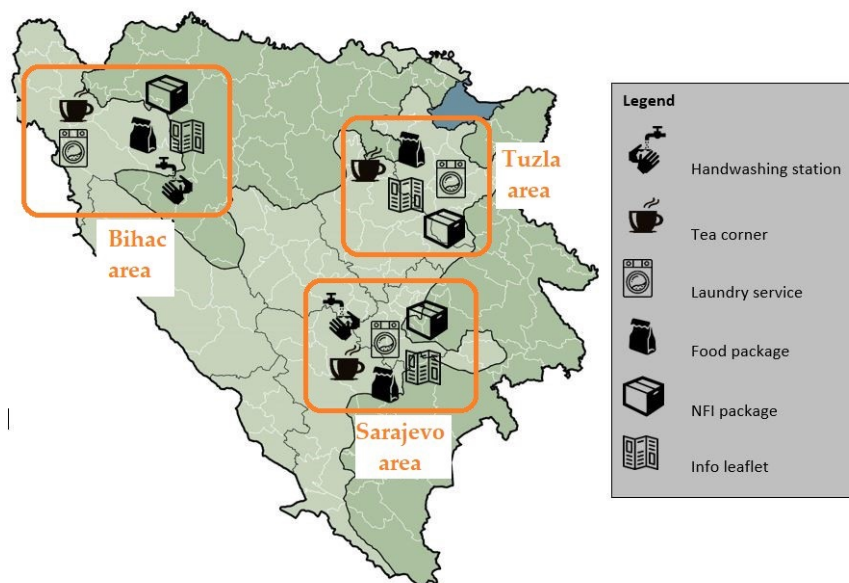 Bihac
area
Tuzla
area
Sarajevo
area
Legend
Handwashing station
Tea corner
Laundry service
Food package
NFI package
Info leaflet